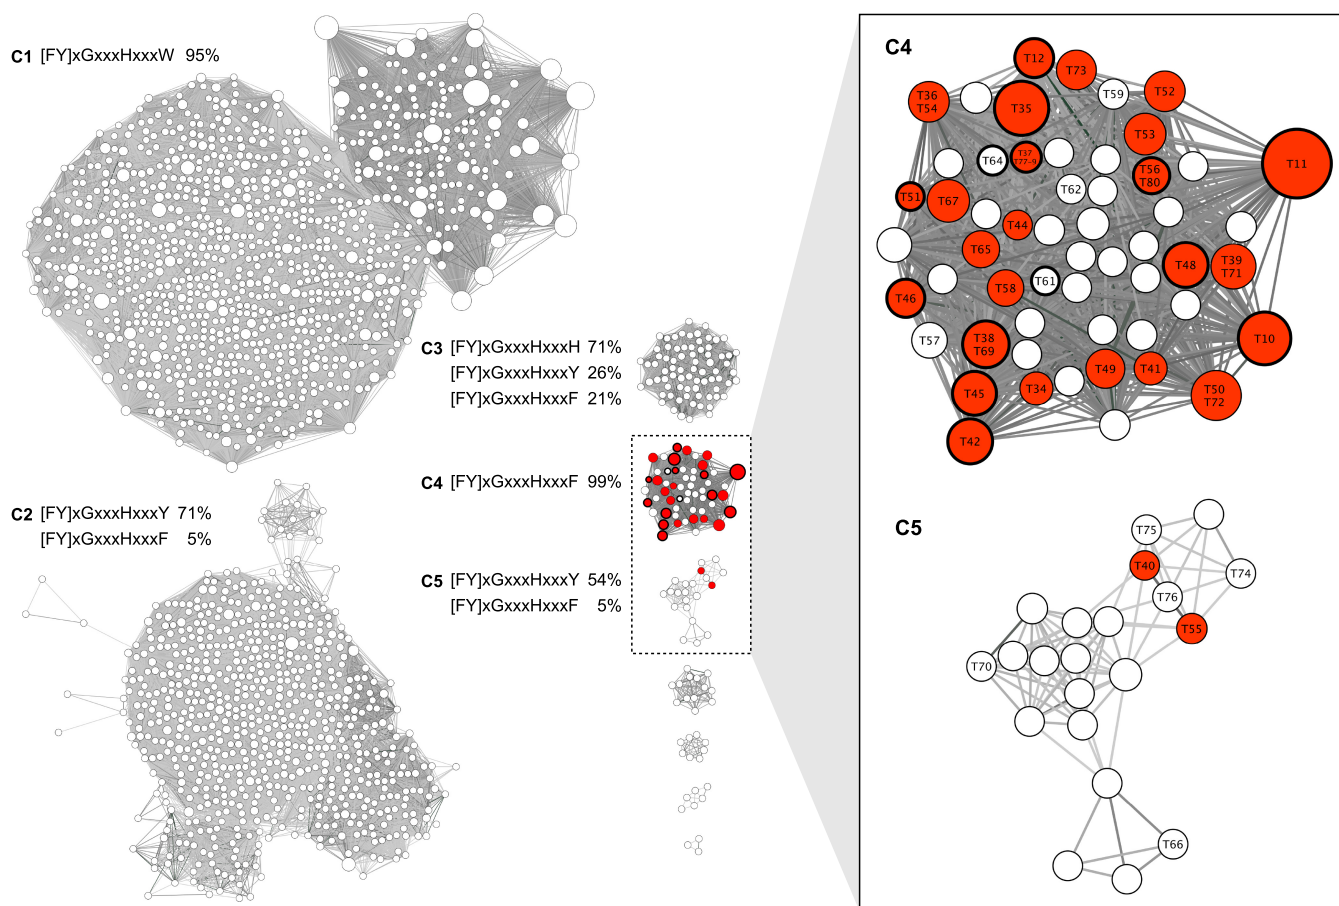 C1 [FY]xGxxxHxxxW 95%
C3 [FY]xGxxxHxxxH 71%
[FY]xGxxxHxxxY 26%
[FY]xGxxxHxxxF 21%
C4 [FY]xGxxxHxxxF 99%
C2 [FY]xGxxxHxxxY 71%
[FY]xGxxxHxxxF 5%
C5 [FY]xGxxxHxxxY 54%
[FY]xGxxxHxxxF 5%
C4
T12
T73
T59
T52
T36
T54
T35
T53
T11
T64
T37
T77-9
T56
T80
T62
T51
T67
T44
T65
T48
T39
T71
T61
T58
T46
T57
T38
T69
T10
T49
T41
T34
T45
T50
T72
T42
C5
T75
T40
T74
T76
T55
T70
T66